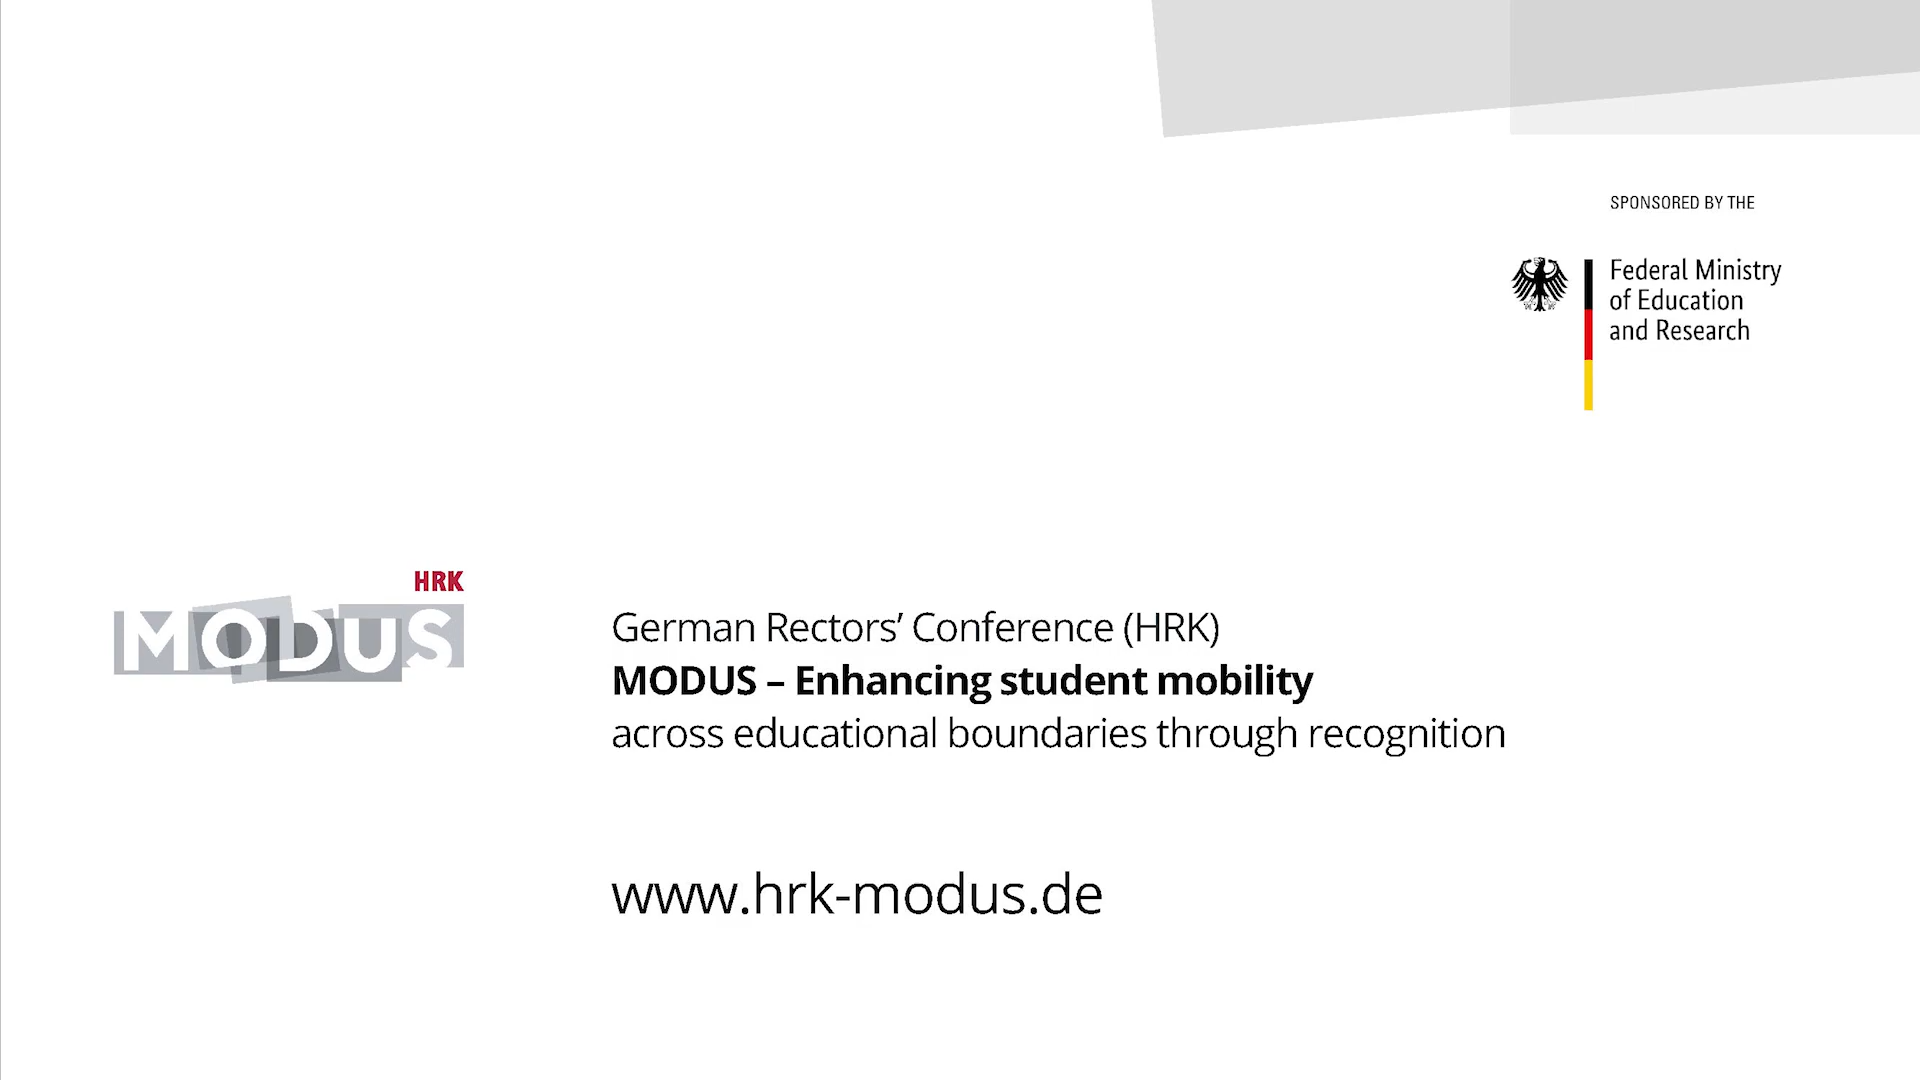 SPONSORED BY THE
Federal Ministry
of Education
and Research
HRK
MODUS
German Rectors’ Conference (HRK)
MODUS – Enhancing student mobility
across educational boundaries through recognition
www.hrk-modus.de